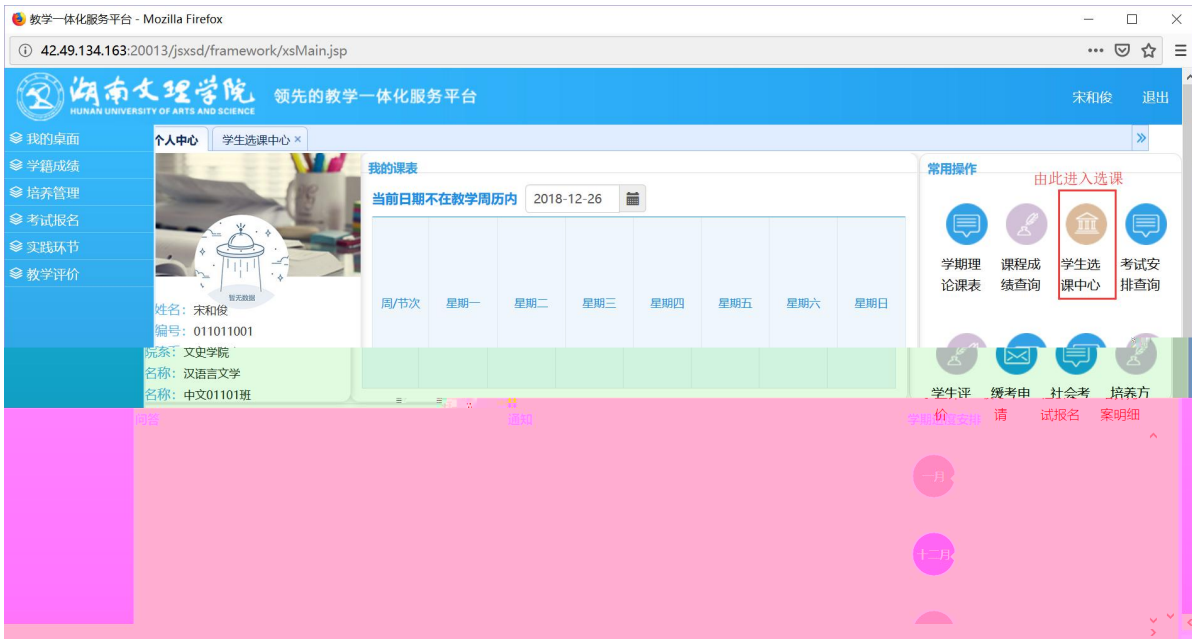 教学一体化服务平台 - Mozilla Firefox
42.49.134.163:20013/jsxsd/framework/xsMain.jsp
湖南文理学院
HUNAN UNIVERSITY OF ARTS AND SCIENCE
领先的教学一体化服务平台
宋和俊 退出
我的桌面
学籍成绩
培养管理
考试报名
实践环节
教学评价
个人中心 学生选课中心 ×
暂无数据
姓名：宋和俊
编号：011011001
院系：文史学院
名称：汉语言文学
名称：中文01101班
我的课表
当前日期不在教学周历内 2018-12-26
周/节次 星期一 星期二 星期三 星期四 星期五 星期六 星期日
常用操作
由此进入选课
学期理论课表
课程成绩查询
学生选课中心
考试安排查询
学生评价
缓考申请
社会考试报名
培养方案明细
问答
通知
一月
十二月